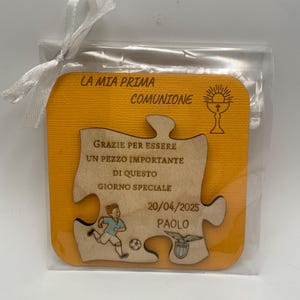 LA MIA PRIMA
COMUNIONE
GRAZIE PER ESSERE
UN PEZZO IMPORTANTE
DI QUESTO
GIORNO SPECIALE
20/04/2025
PAOLO